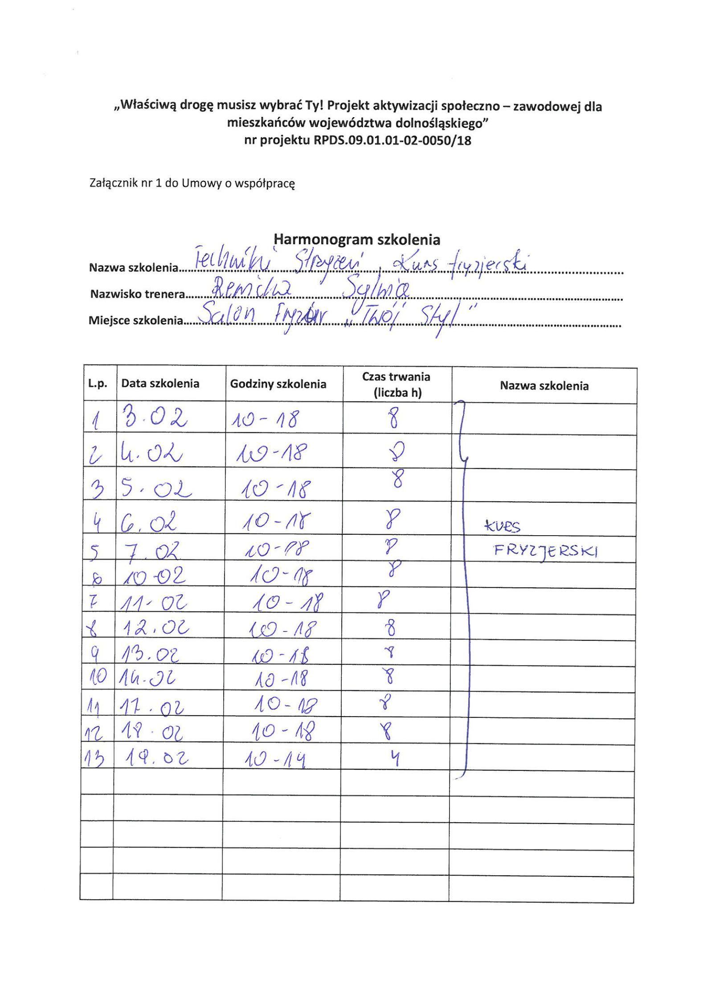 „Właściwą drogę musisz wybrać Ty! Projekt aktywizacji społeczno – zawodowej dla
mieszkańców województwa dolnośląskiego”
nr projektu RPDS.09.01.01-02-0050/18
Załącznik nr 1 do Umowy o współpracę
Harmonogram szkolenia
Nazwa szkolenia Techniki Strzyżeń, Kurs fryzjerski
Nazwisko trenera Sylwia
Miejsce szkolenia Salon Fryzur „Twój Styl”
L.p. Data szkolenia Godziny szkolenia Czas trwania (liczba h) Nazwa szkolenia
1 3.02 10-18 8
2 4.02 10-18 8
3 5.02 10-18 8
4 6.02 10-18 8 KURS
5 7.02 10-18 8 FRYZJERSKI
6 10-02 10-18 8
7 11-02 10-18 8
8 12.02 10-18 8
9 13.02 10-18 8
10 14.02 10-18 8
11 17.02 10-18 8
12 18.02 10-18 8
13 19.02 10-14 4